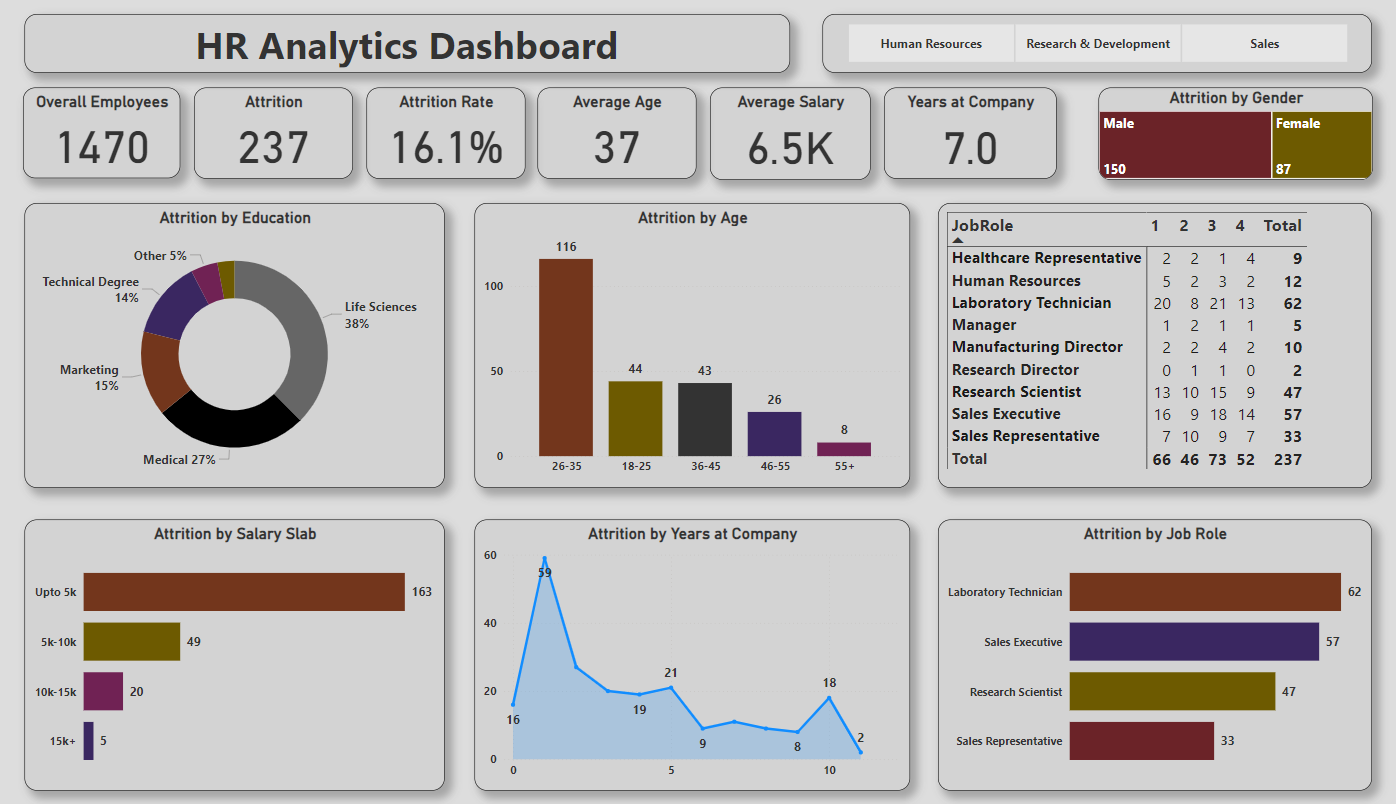 HR Analytics Dashboard
Human Resources
Research & Development
Sales
Overall Employees
1470
Attrition
237
Attrition Rate
16.1%
Average Age
37
Average Salary
6.5K
Years at Company
7.0
Attrition by Gender
Male
150
Female
87
Attrition by Education
Other 5%
Technical Degree
14%
Life Sciences
38%
Marketing
15%
Medical 27%
Attrition by Age
100
50
0
116
44
43
26
8
26-35
18-25
36-45
46-55
55+
JobRole 1 2 3 4 Total
Healthcare Representative 2 2 1 4 9
Human Resources 5 2 3 2 12
Laboratory Technician 20 8 21 13 62
Manager 1 2 1 1 5
Manufacturing Director 2 2 4 2 10
Research Director 0 1 1 0 2
Research Scientist 13 10 15 9 47
Sales Executive 16 9 18 14 57
Sales Representative 7 10 9 7 33
Total 66 46 73 52 237
Attrition by Salary Slab
Upto 5k 163
5k-10k 49
10k-15k 20
15k+ 5
Attrition by Years at Company
60
40
20
0
16
59
19
21
9
8
18
2
0
5
10
Attrition by Job Role
Laboratory Technician 62
Sales Executive 57
Research Scientist 47
Sales Representative 33